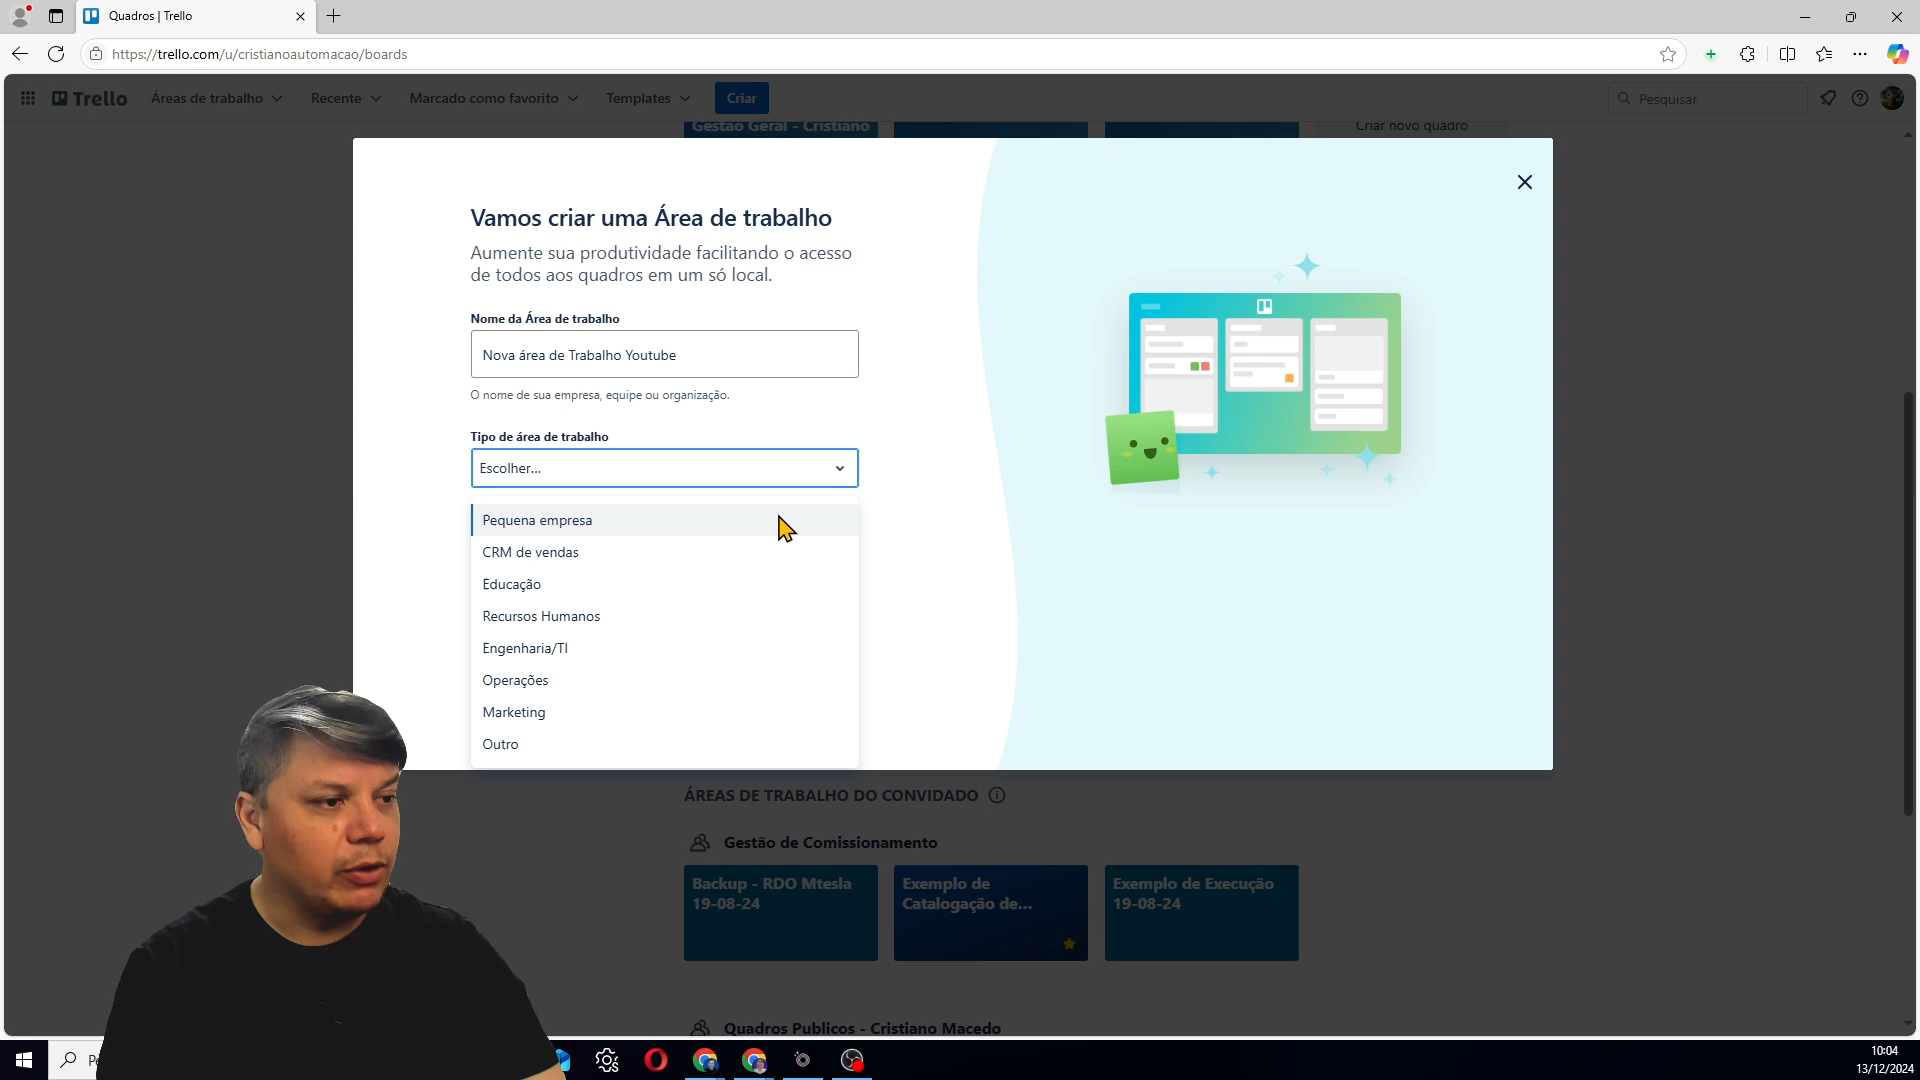 Quadros | Trello
https://trello.com/u/cristianoautomacao/boards
Trello
Áreas de trabalho
Recente
Marcado como favorito
Templates
Criar
Pesquisar
Gestão Geral - Cristiano
Criar novo quadro
Vamos criar uma Área de trabalho
Aumente sua produtividade facilitando o acesso
de todos aos quadros em um só local.
Nome da Área de trabalho
Nova área de Trabalho Youtube
O nome de sua empresa, equipe ou organização.
Tipo de área de trabalho
Escolher...
Pequena empresa
CRM de vendas
Educação
Recursos Humanos
Engenharia/TI
Operações
Marketing
Outro
ÁREAS DE TRABALHO DO CONVIDADO
Gestão de Comissionamento
Backup - RDO Mtesla
19-08-24
Exemplo de
Catalogação de...
Exemplo de Execução
19-08-24
Quadros Publicos - Cristiano Macedo
10:04
13/12/2024